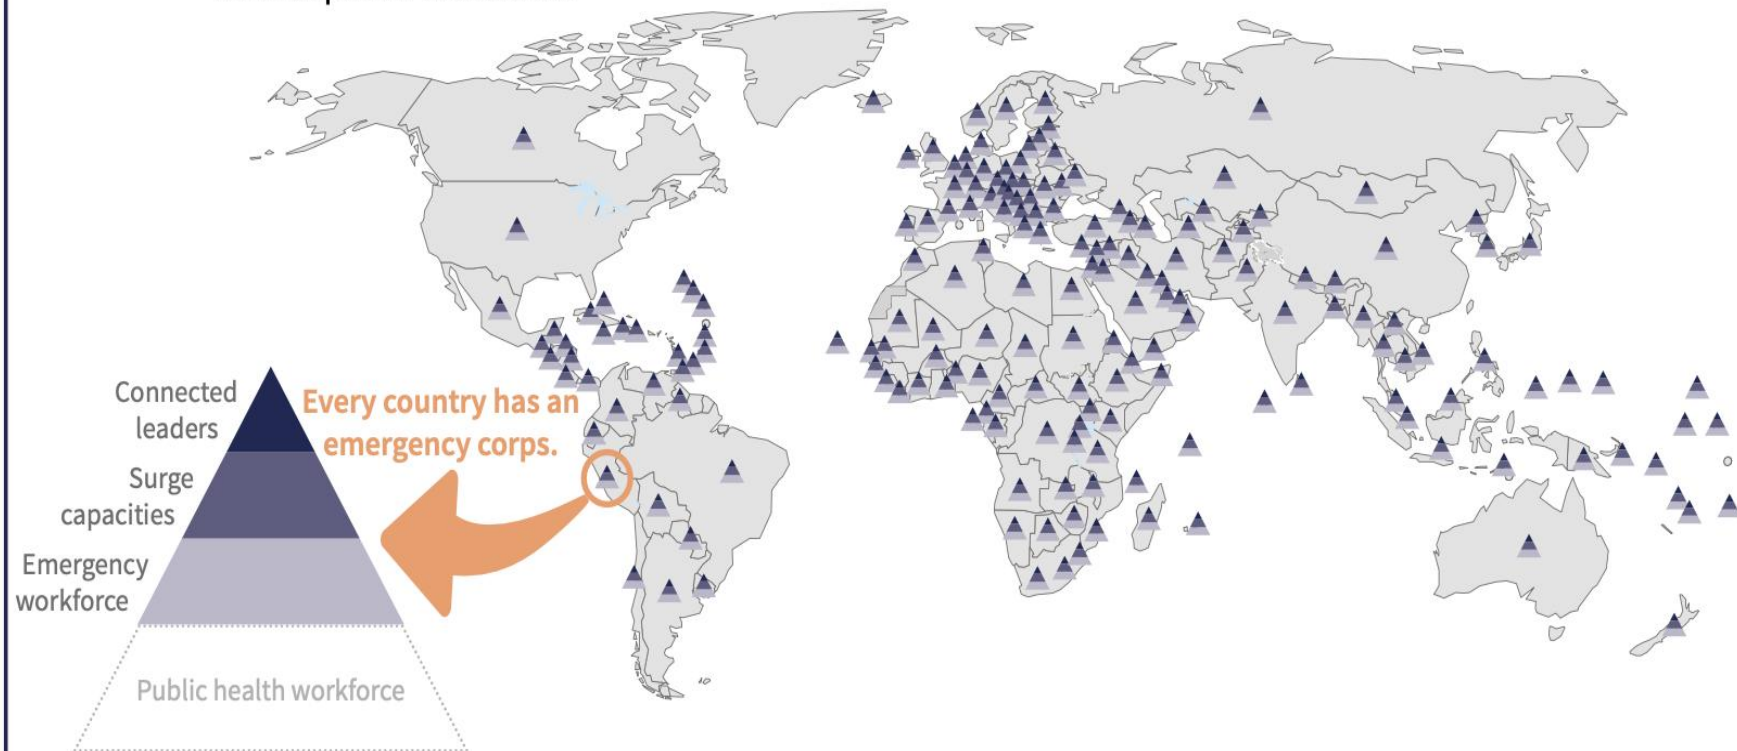 Connected
leaders
Every country has an
emergency corps.
Surge
capacities
Emergency
workforce
Public health workforce